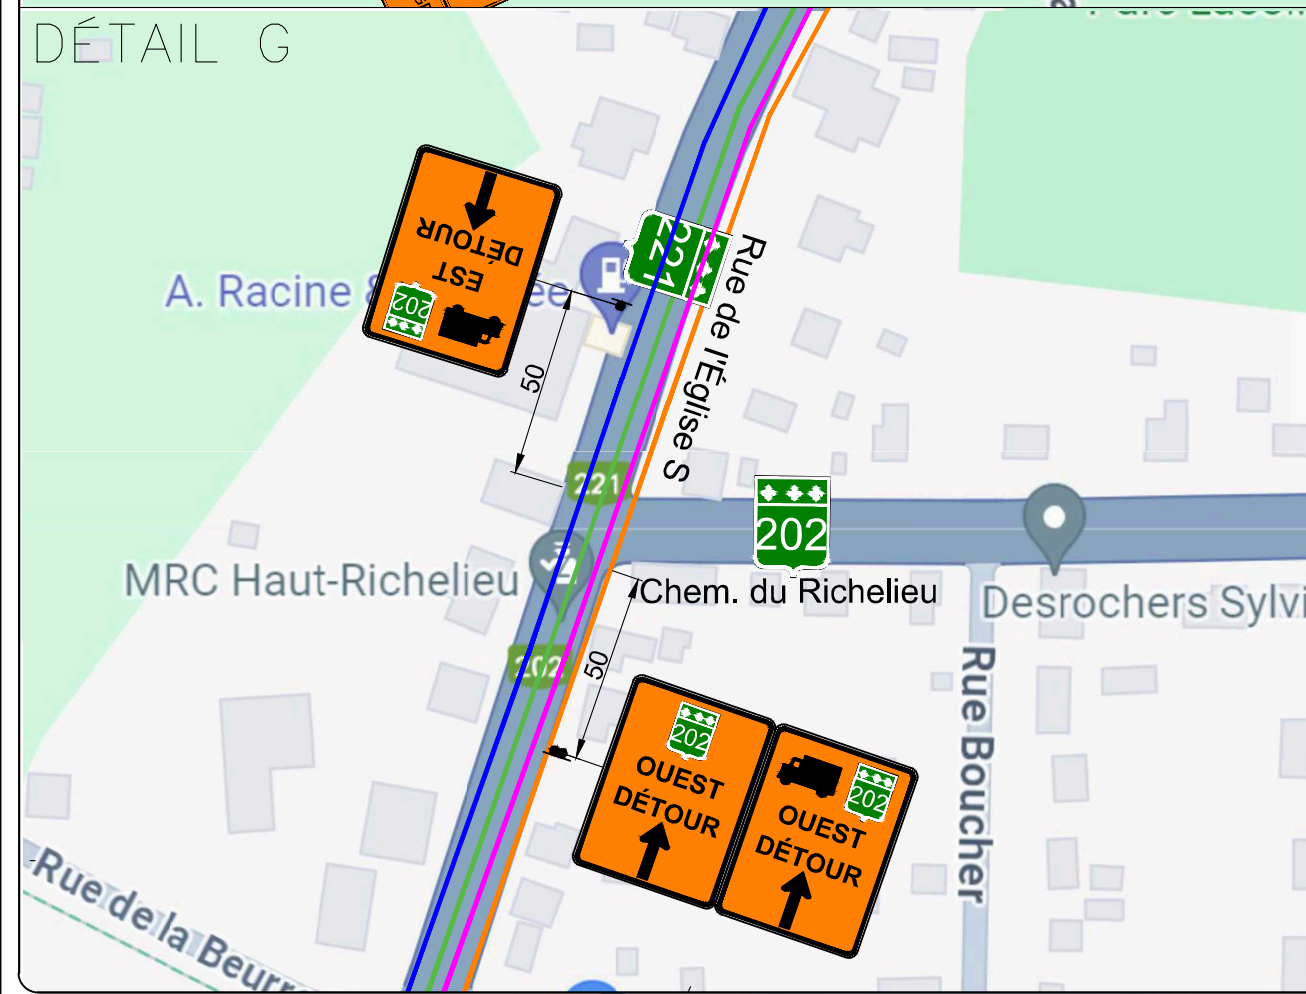 DÉTAIL G
DÉTOUR
EST
202
A. Racine &
ée
221
Rue de l'Église S
50
221
202
Chem. du Richelieu
MRC Haut-Richelieu
Desrochers Sylvi
202
50
202
OUEST
DÉTOUR
202
OUEST
DÉTOUR
Rue Boucher
Rue de la Beurr